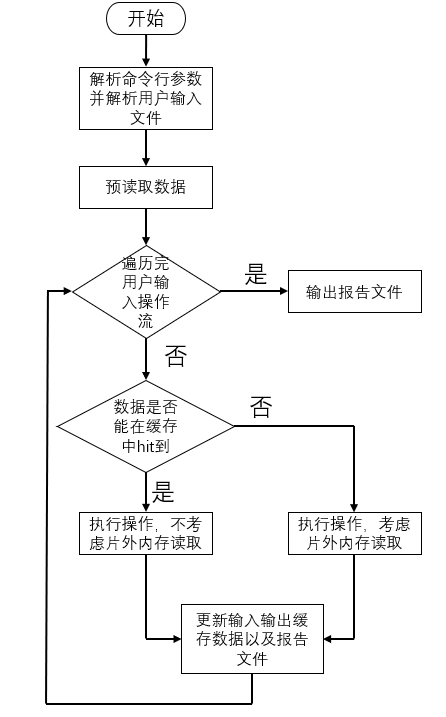 开始
解析命令行参数
并解析用户输入
文件
预读取数据
遍历完
用户输
入操作
流
是
输出报告文件
否
数据是否
能在缓存
中hit到
否
是
执行操作，不考
虑片外内存读取
执行操作，考虑
片外内存读取
更新输入输出缓
存数据以及报告
文件